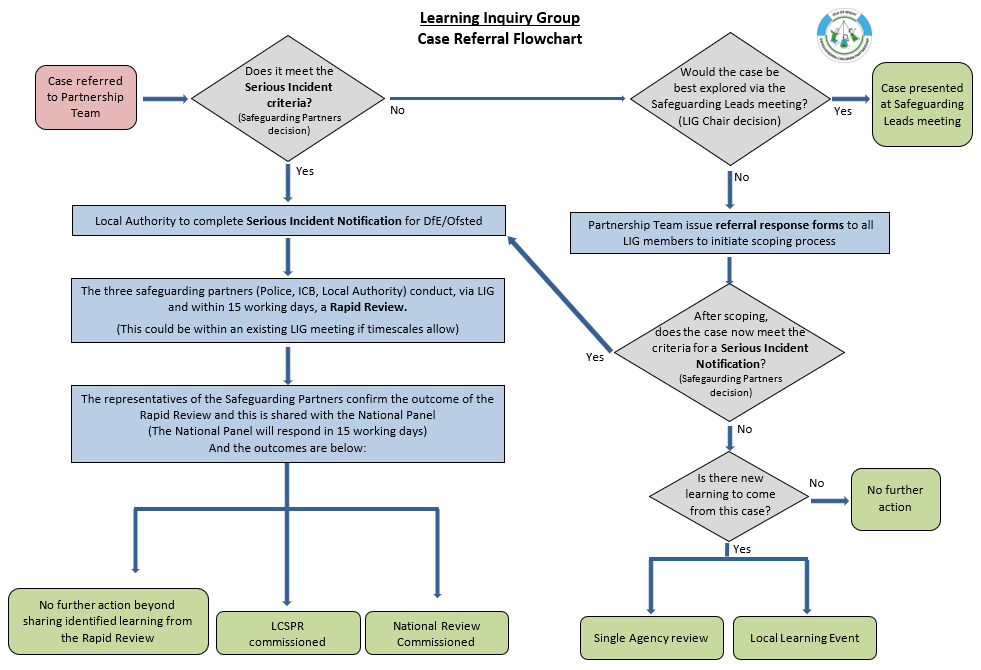 Learning Inquiry Group
Case Referral Flowchart
Case referred
to Partnership
Team
Does it meet the
Serious Incident
criteria?
(Safeguarding Partners
decision)
No
Would the case be
best explored via the
Safeguarding Leads meeting?
(LIG Chair decision)
Yes
Case presented
at Safeguarding
Leads meeting
Yes
No
Local Authority to complete Serious Incident Notification for DfE/Ofsted
Partnership Team issue referral response forms to all
LIG members to initiate scoping process
The three safeguarding partners (Police, ICB, Local Authority) conduct, via LIG
and within 15 working days, a Rapid Review.
(This could be within an existing LIG meeting if timescales allow)
After scoping,
does the case now meet the
criteria for a Serious Incident
Notification?
(Safegaurding Partners
decision)
Yes
No
The representatives of the Safeguarding Partners confirm the outcome of the
Rapid Review and this is shared with the National Panel
(The National Panel will respond in 15 working days)
And the outcomes are below:
Is there new
learning to come
from this case?
No
No further
action
Yes
No further action beyond
sharing identified learning from
the Rapid Review
LCSPR
commissioned
National Review
Commissioned
Single Agency review
Local Learning Event